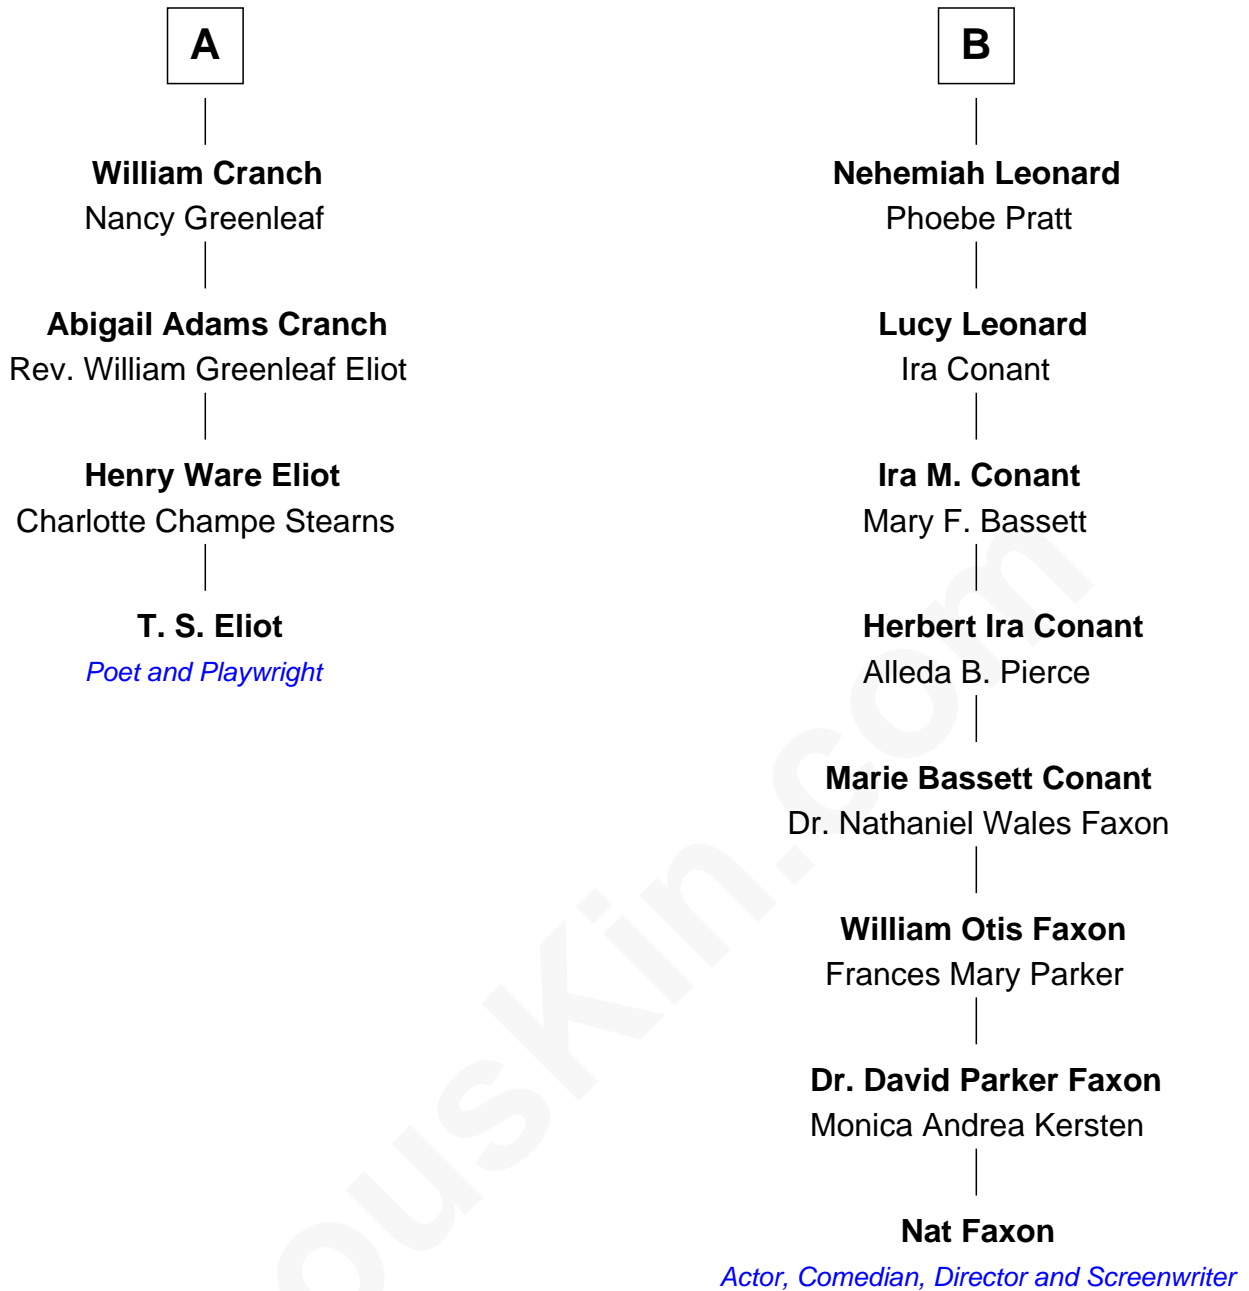 A
William Cranch
Nancy Greenleaf
Abigail Adams Cranch
Rev. William Greenleaf Eliot
Henry Ware Eliot
Charlotte Champe Stearns
T. S. Eliot
Poet and Playwright
B
Nehemiah Leonard
Phoebe Pratt
Lucy Leonard
Ira Conant
Ira M. Conant
Mary F. Bassett
Herbert Ira Conant
Alleda B. Pierce
Marie Bassett Conant
Dr. Nathaniel Wales Faxon
William Otis Faxon
Frances Mary Parker
Dr. David Parker Faxon
Monica Andrea Kersten
Nat Faxon
Actor, Comedian, Director and Screenwriter
ousKin.com